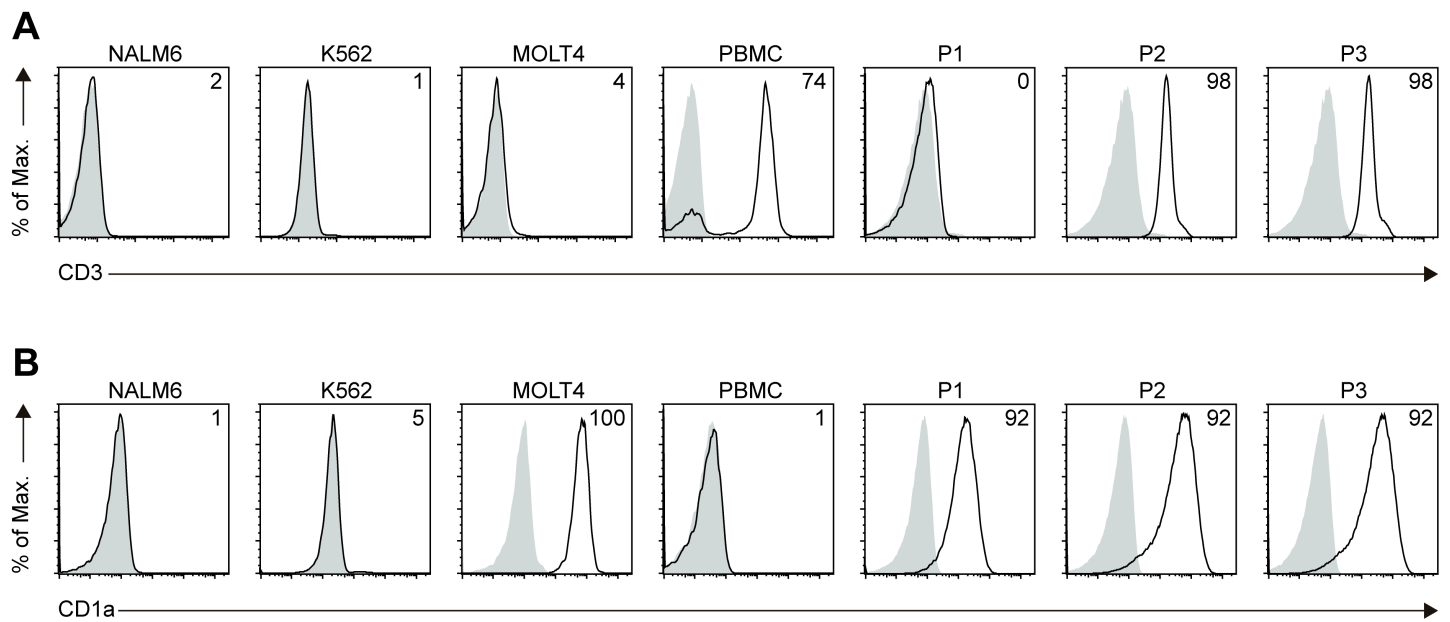 A
NALM6 K562 MOLT4 PBMC P1 P2 P3
2 1 4 74 0 98 98
% of Max.
CD3
B
NALM6 K562 MOLT4 PBMC P1 P2 P3
1 5 100 1 92 92 92
% of Max.
CD1a